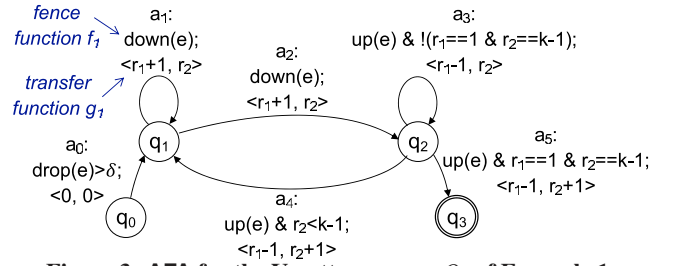 fence
function f1
a1:
down(e);
<r1+1, r2>
transfer
function g1
a2:
down(e);
<r1+1, r2>
a3:
up(e) & !(r1==1 & r2==k-1);
<r1-1, r2>
a0:
drop(e)>δ;
<0, 0>
q1
q2
a5:
up(e) & r1==1 & r2==k-1;
<r1-1, r2+1>
q0
a4:
up(e) & r2<k-1;
<r1-1, r2+1>
q3